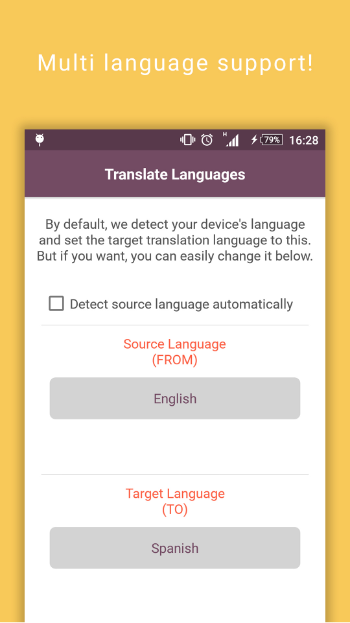 Multi language support!
H
79%
16:28
Translate Languages
By default, we detect your device's language
and set the target translation language to this.
But if you want, you can easily change it below.
Detect source language automatically
Source Language
(FROM)
English
Target Language
(TO)
Spanish